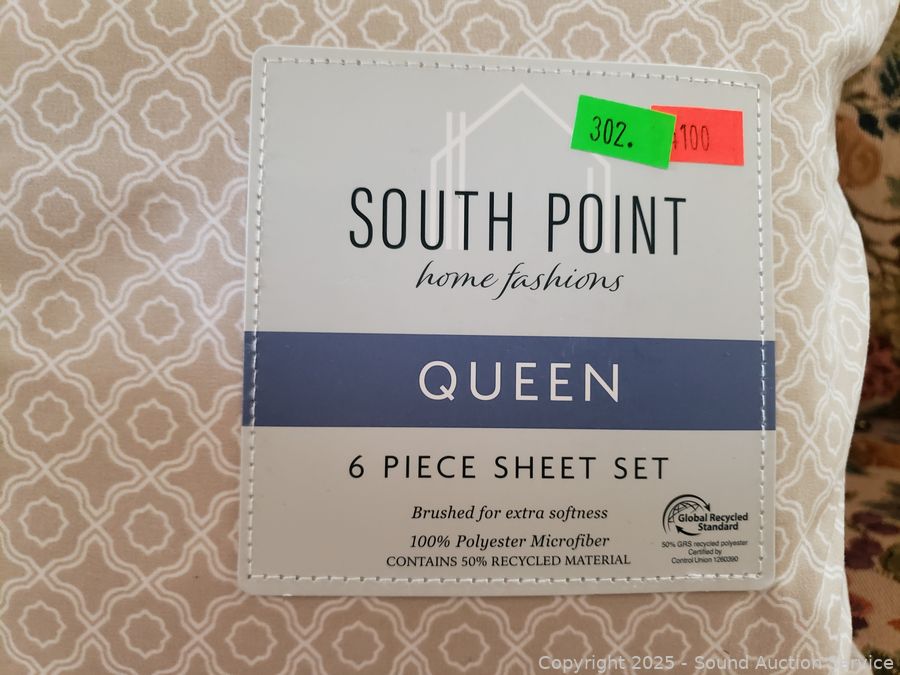 302.
100
SOUTH POINT
home fashions
QUEEN
6 PIECE SHEET SET
Brushed for extra softness
100% Polyester Microfiber
CONTAINS 50% RECYCLED MATERIAL
Global Recycled
Standard
50% GRS recycled polyester
Certified by
Control Union 1260390
Copyright 2025 - Sound Auction Service